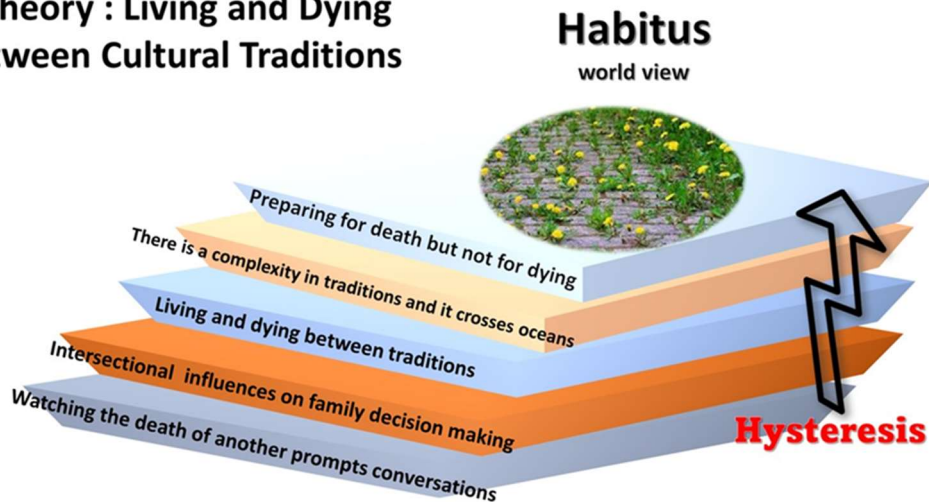 heory : Living and Dying
tween Cultural Traditions
Habitus
world view
Preparing for death but not for dying
There is a complexity in traditions and it crosses oceans
Living and dying between traditions
Intersectional influences on family decision making
Watching the death of another prompts conversations
Hysteresis